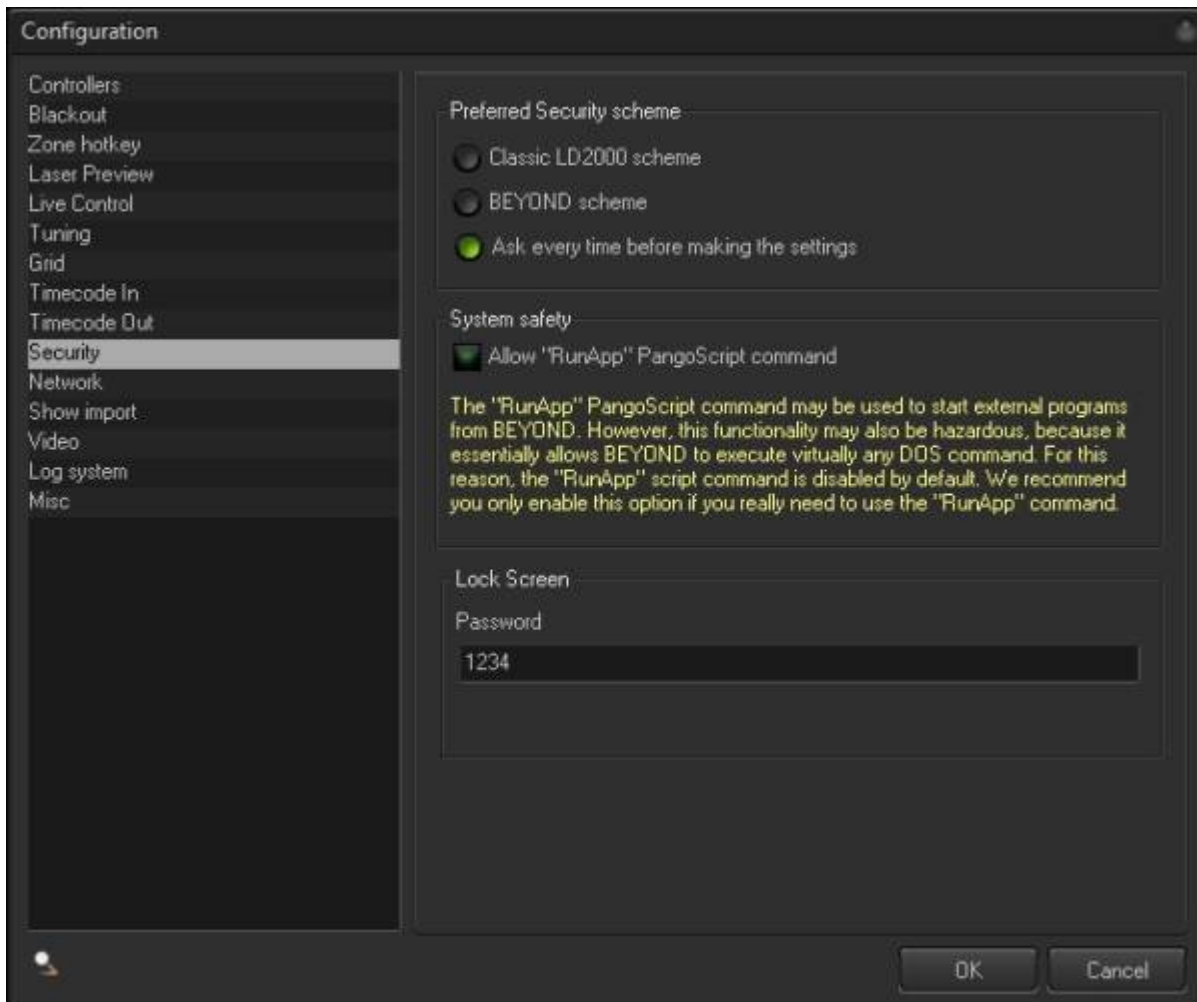 Configuration
Controllers
Blackout
Zone hotkey
Laser Preview
Live Control
Tuning
Grid
Timecode In
Timecode Out
Security
Network
Show import
Video
Log system
Misc
Preferred Security scheme
Classic LD2000 scheme
BEYOND scheme
Ask every time before making the settings
System safety
Allow "RunApp" PangoScript command
The "RunApp" PangoScript command may be used to start external programs
from BEYOND. However, this functionality may also be hazardous, because it
essentially allows BEYOND to execute virtually any DOS command. For this
reason, the "RunApp" script command is disabled by default. We recommend
you only enable this option if you really need to use the "RunApp" command.
Lock Screen
Password
1234
OK
Cancel